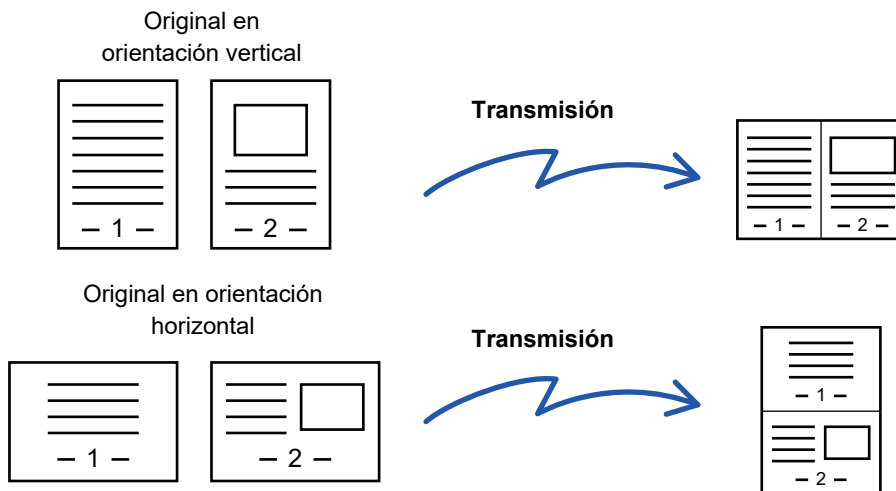 Original en
orientación vertical
Transmisión
– 1 –
– 2 –
– 1 –
– 2 –
Original en orientación
horizontal
Transmisión
– 1 –
– 2 –
– 1 –
– 2 –